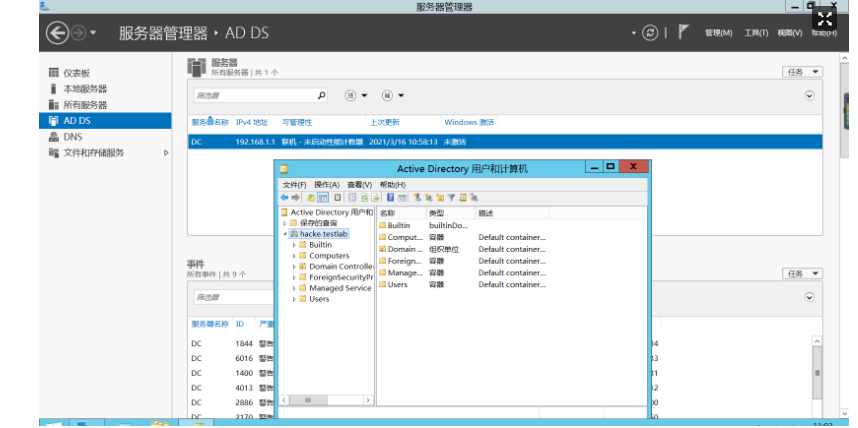 服务器管理器
服务器管理器 · AD DS
管理(M) 工具(T) 视图(V) 帮助(H)
仪表板
本地服务器
所有服务器
AD DS
DNS
文件和存储服务
服务器
所有服务器 | 共 1 个
任务
筛选器
服务器名称 IPv4 地址 可管理性 上次更新 Windows 激活
DC 192.168.1.1 联机 - 未启动性能计数器 2021/3/16 10:58:13 未激活
Active Directory 用户和计算机
文件(F) 操作(A) 查看(V) 帮助(H)
Active Directory 用户和
保存的查询
hacke.testlab
Builtin
Computers
Domain Controlle
ForeignSecurityPr
Managed Service
Users
名称 类型 描述
Builtin builtinDo...
Comput... 容器 Default container...
Domain ... 组织单位 Default container...
Foreign... 容器 Default container...
Manage... 容器 Default container...
Users 容器 Default container...
事件
所有事件 | 共 9 个
任务
筛选器
服务器名称 ID 严重
DC 1844 警告
DC 6016 警告
DC 1400 警告
DC 4013 警告
DC 2886 警告
DC 2170 警告
11:03